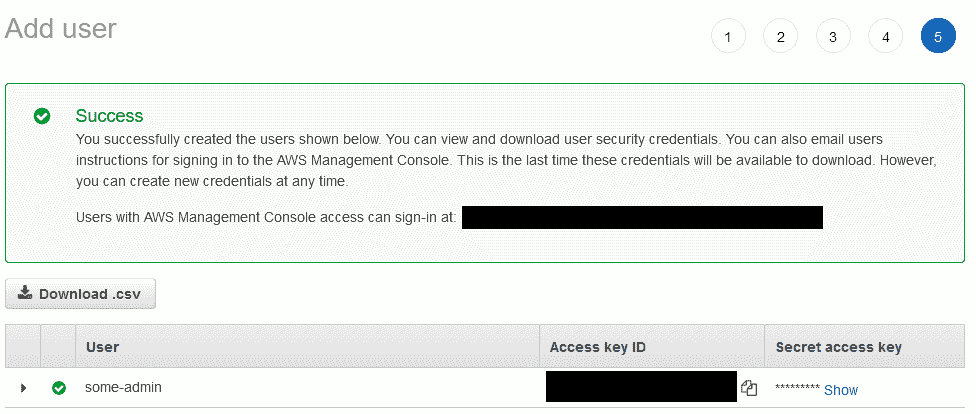 Add user
1 2 3 4 5
Success
You successfully created the users shown below. You can view and download user security credentials. You can also email users
instructions for signing in to the AWS Management Console. This is the last time these credentials will be available to download. However,
you can create new credentials at any time.
Users with AWS Management Console access can sign-in at:
Download .csv
User Access key ID Secret access key
some-admin ********* Show